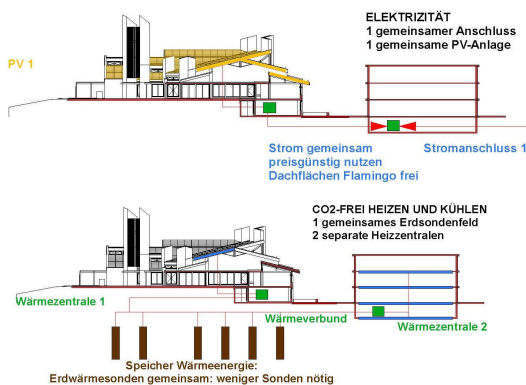 ELEKTRIZITÄT
1 gemeinsamer Anschluss
1 gemeinsame PV-Anlage
PV 1
Strom gemeinsam
preisgünstig nutzen
Dachflächen Flamingo frei
Stromanschluss 1
CO2-FREI HEIZEN UND KÜHLEN
1 gemeinsames Erdsondenfeld
2 separate Heizzentralen
Wärmezentrale 1
Wärmeverbund
Wärmezentrale 2
Speicher Wärmeenergie:
Erdwärmesonden gemeinsam: weniger Sonden nötig